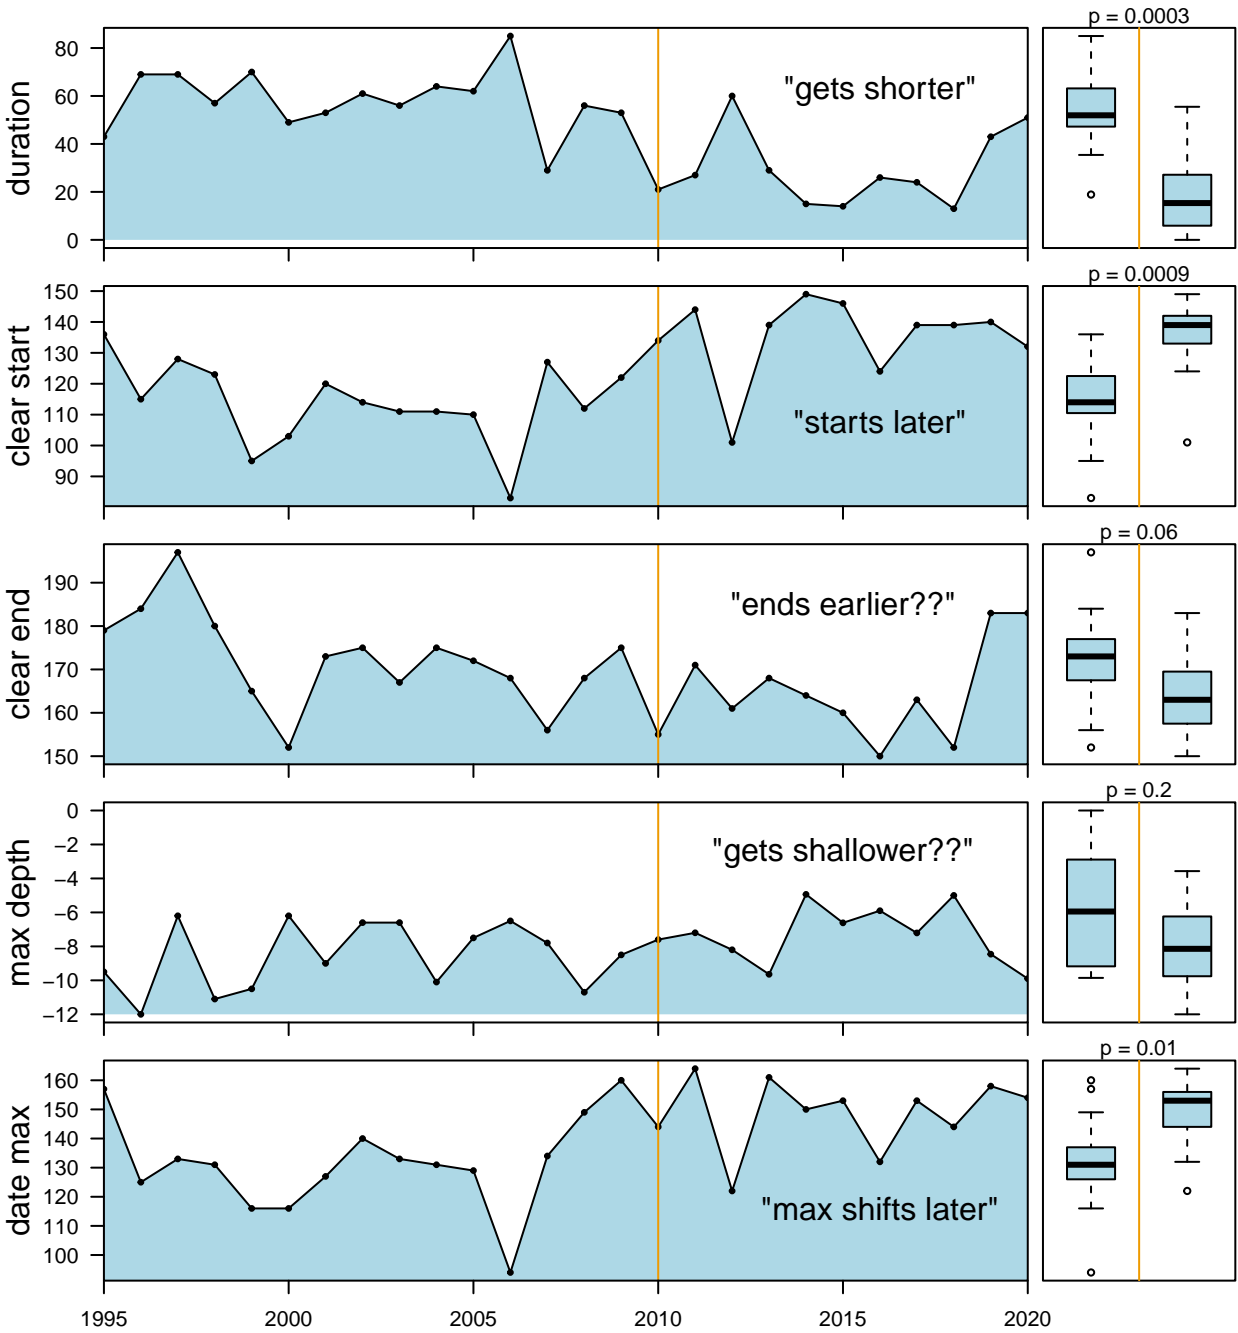 p = 0.0003
duration
80
60
40
20
0
"gets shorter"
p = 0.0009
clear start
150
140
130
120
110
100
90
"starts later"
p = 0.06
clear end
190
180
170
160
150
"ends earlier??"
p = 0.2
max depth
0
−2
−4
−6
−8
−10
−12
"gets shallower??"
p = 0.01
date max
160
150
140
130
120
110
100
"max shifts later"
1995 2000 2005 2010 2015 2020